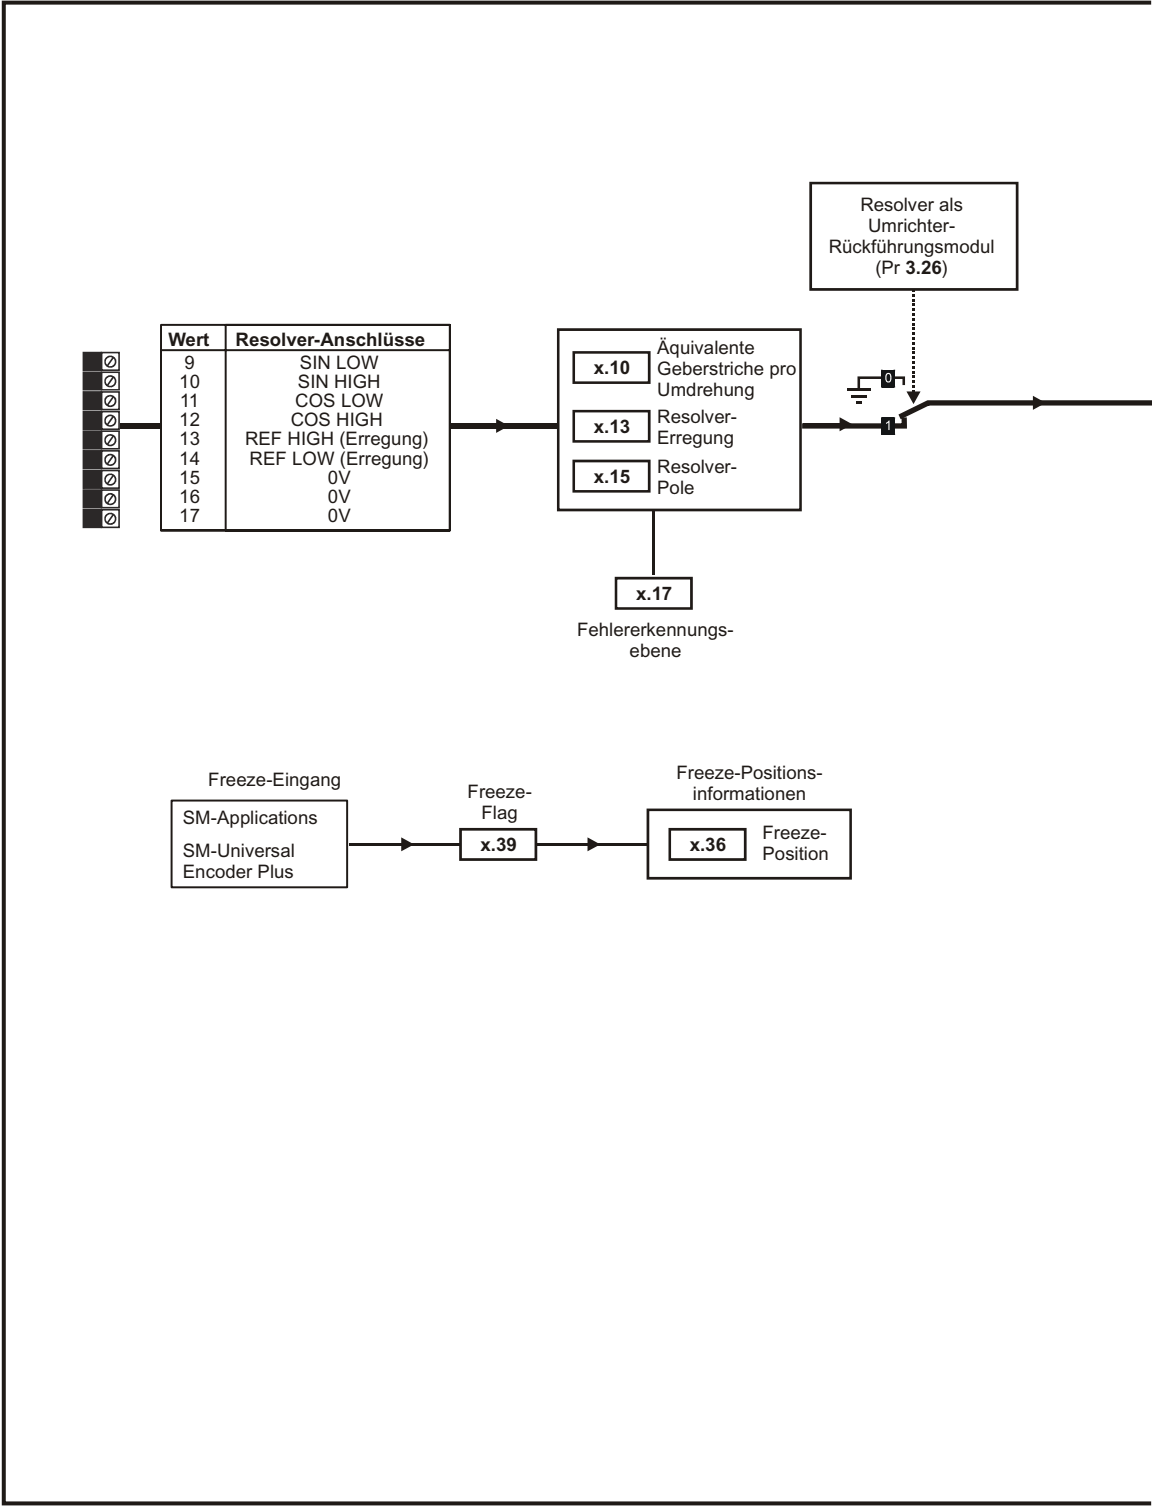 Resolver als
Umrichter-
Rückführungsmodul
(Pr 3.26)
Wert Resolver-Anschlüsse
9 SIN LOW
10 SIN HIGH
11 COS LOW
12 COS HIGH
13 REF HIGH (Erregung)
14 REF LOW (Erregung)
15 0V
16 0V
17 0V
x.10 Äquivalente
Geberstriche pro
Umdrehung
x.13 Resolver-
Erregung
x.15 Resolver-
Pole
0
1
x.17
Fehlererkennungs-
ebene
Freeze-Eingang
SM-Applications
SM-Universal
Encoder Plus
Freeze-
Flag
x.39
Freeze-Positions-
informationen
x.36 Freeze-
Position